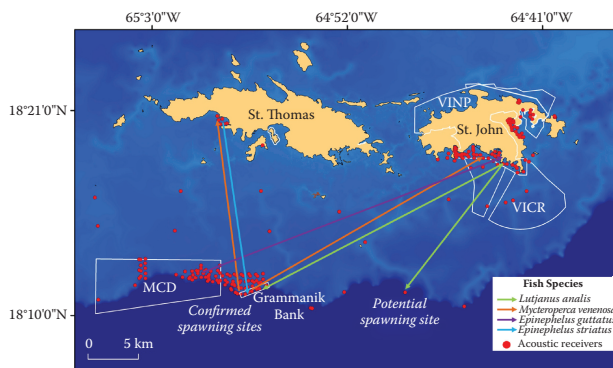 65°3'0"W 64°52'0"W 64°41'0"W
18°21'0"N
VINP
St. Thomas
St. John
VICR
MCD
Grammanik
Bank
Confirmed
spawning sites
Potential
spawning site
18°10'0"N
0 5 km
Fish Species
Lutjanus analis
Mycteroperca venenosa
Epinephelus guttatus
Epinephelus striatus
Acoustic receivers